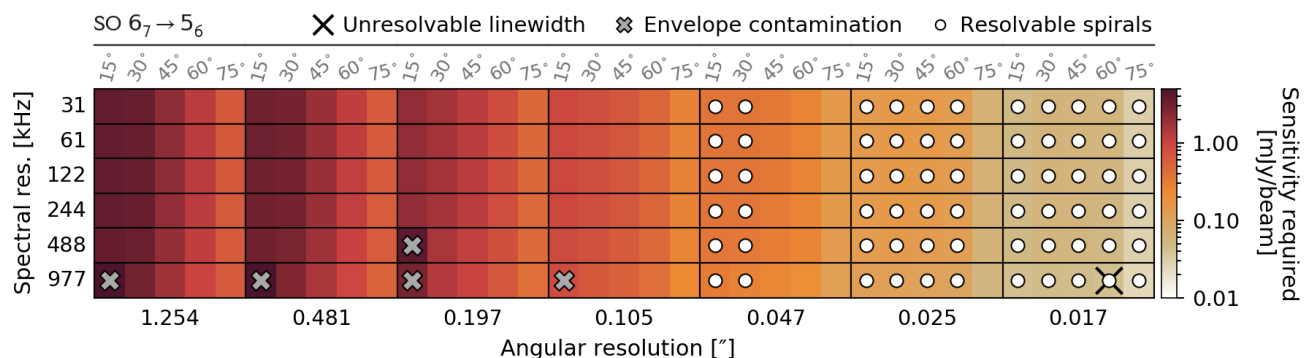 SO 6₇→5₆ Unresolvable linewidth Envelope contamination Resolvable spirals
15° 30° 45° 60° 75° 15° 30° 45° 60° 75° 15° 30° 45° 60° 75° 15° 30° 45° 60° 75° 15° 30° 45° 60° 75° 15° 30° 45° 60° 75° 15° 30° 45° 60° 75°
Spectral res. [kHz]
31
61
122
244
488
977
1.254 0.481 0.197 0.105 0.047 0.025 0.017
Angular resolution [″]
1.00
0.10
0.01
Sensitivity required
[mJy/beam]